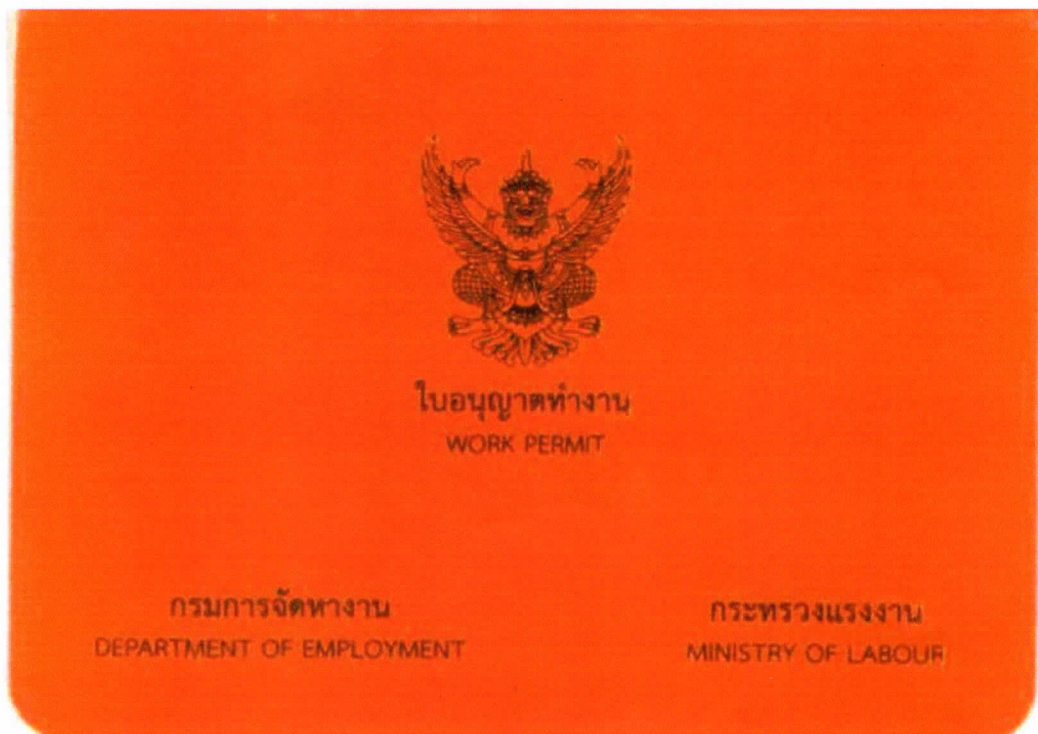 ใบอนุญาตทำงาน
WORK PERMIT
กรมการจัดหางาน
DEPARTMENT OF EMPLOYMENT
กระทรวงแรงงาน
MINISTRY OF LABOUR